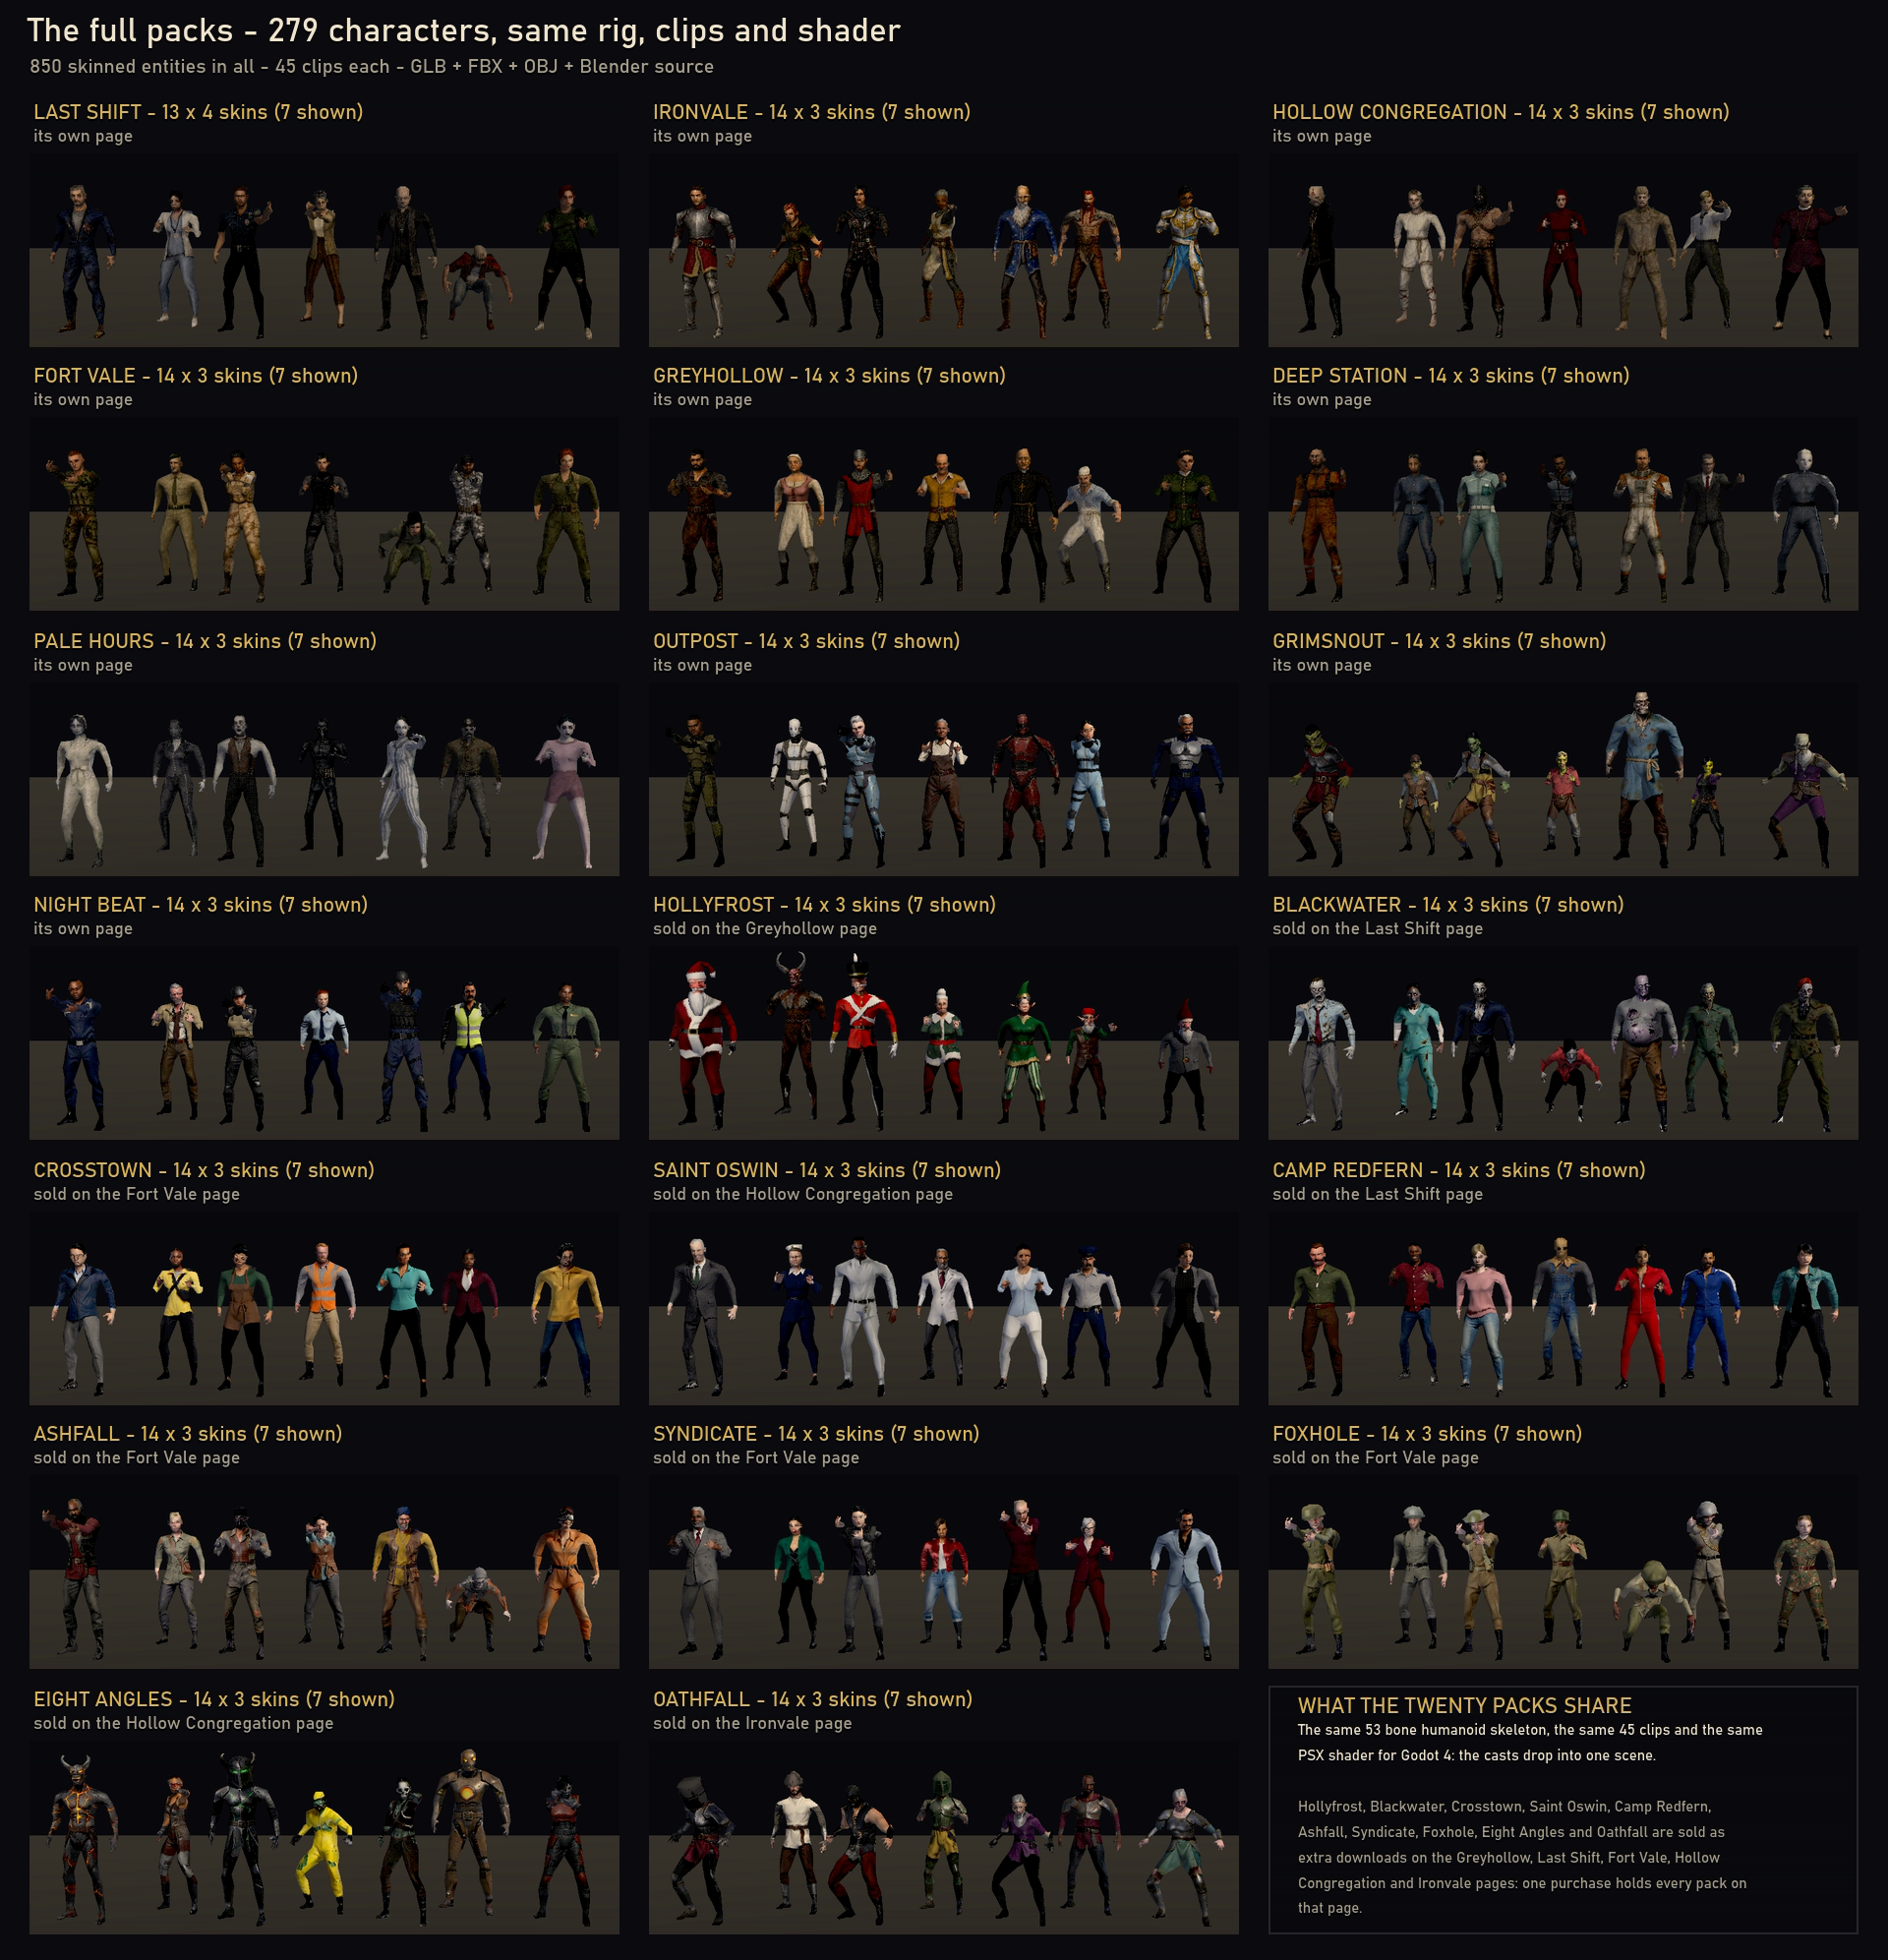 The full packs - 279 characters, same rig, clips and shader
850 skinned entities in all - 45 clips each - GLB + FBX + OBJ + Blender source
LAST SHIFT - 13 x 4 skins (7 shown)
its own page
IRONVALE - 14 x 3 skins (7 shown)
its own page
HOLLOW CONGREGATION - 14 x 3 skins (7 shown)
its own page
FORT VALE - 14 x 3 skins (7 shown)
its own page
GREYHOLLOW - 14 x 3 skins (7 shown)
its own page
DEEP STATION - 14 x 3 skins (7 shown)
its own page
PALE HOURS - 14 x 3 skins (7 shown)
its own page
OUTPOST - 14 x 3 skins (7 shown)
its own page
GRIMSNOUT - 14 x 3 skins (7 shown)
its own page
NIGHT BEAT - 14 x 3 skins (7 shown)
its own page
HOLLYFROST - 14 x 3 skins (7 shown)
sold on the Greyhollow page
BLACKWATER - 14 x 3 skins (7 shown)
sold on the Last Shift page
CROSSTOWN - 14 x 3 skins (7 shown)
sold on the Fort Vale page
SAINT OSWIN - 14 x 3 skins (7 shown)
sold on the Hollow Congregation page
CAMP REDFERN - 14 x 3 skins (7 shown)
sold on the Last Shift page
ASHFALL - 14 x 3 skins (7 shown)
sold on the Fort Vale page
SYNDICATE - 14 x 3 skins (7 shown)
sold on the Fort Vale page
FOXHOLE - 14 x 3 skins (7 shown)
sold on the Fort Vale page
EIGHT ANGLES - 14 x 3 skins (7 shown)
sold on the Hollow Congregation page
OATHFALL - 14 x 3 skins (7 shown)
sold on the Ironvale page
WHAT THE TWENTY PACKS SHARE
The same 53 bone humanoid skeleton, the same 45 clips and the same
PSX shader for Godot 4: the casts drop into one scene.
Hollyfrost, Blackwater, Crosstown, Saint Oswin, Camp Redfern,
Ashfall, Syndicate, Foxhole, Eight Angles and Oathfall are sold as
extra downloads on the Greyhollow, Last Shift, Fort Vale, Hollow
Congregation and Ironvale pages: one purchase holds every pack on
that page.